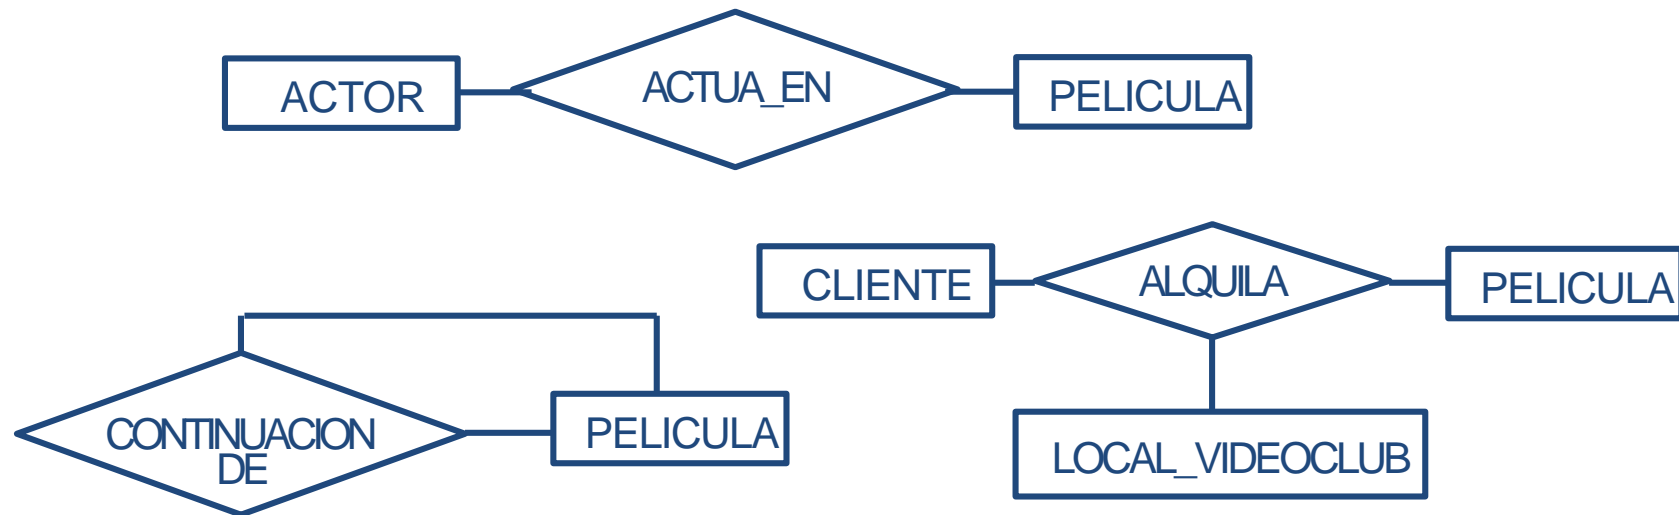 ACTOR
ACTUA_EN
PELICULA
CLIENTE
ALQUILA
PELICULA
CONTINUACION
DE
PELICULA
LOCAL_VIDEOCLUB